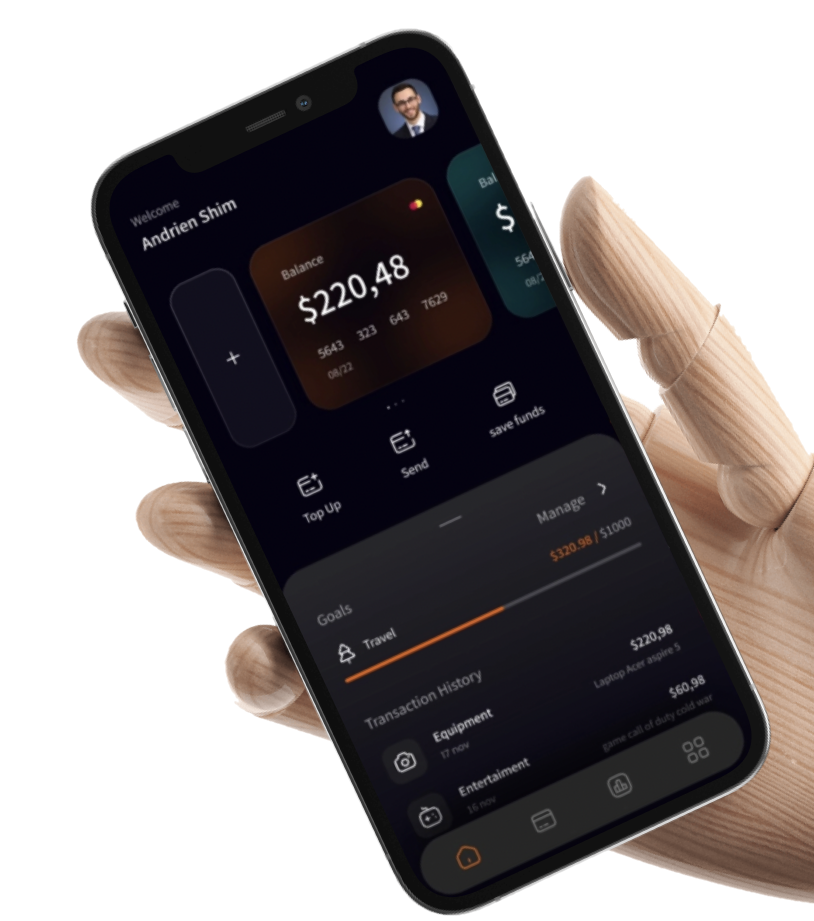 Welcome
Andrien Shim
Balance
$220,48
5643 323 643 7629
08/22
Bal
$
564
08/2
+
Top Up
Send
save funds
Goals
Manage
$320.98 / $1000
Travel
Transaction History
Equipment
17 nov
$220,98
Laptop Acer aspire 5
Entertaiment
16 nov
$60,98
game call of duty cold war